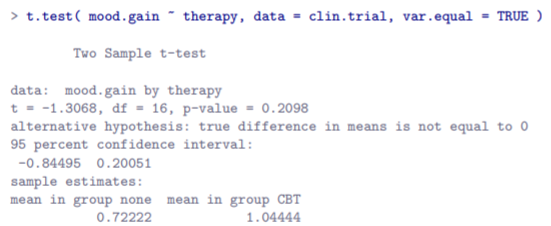 > t.test( mood.gain ~ therapy, data = clin.trial, var.equal = TRUE )
Two Sample t-test
data: mood.gain by therapy
t = -1.3068, df = 16, p-value = 0.2098
alternative hypothesis: true difference in means is not equal to 0
95 percent confidence interval:
-0.84495 0.20051
sample estimates:
mean in group none mean in group CBT
0.72222 1.04444